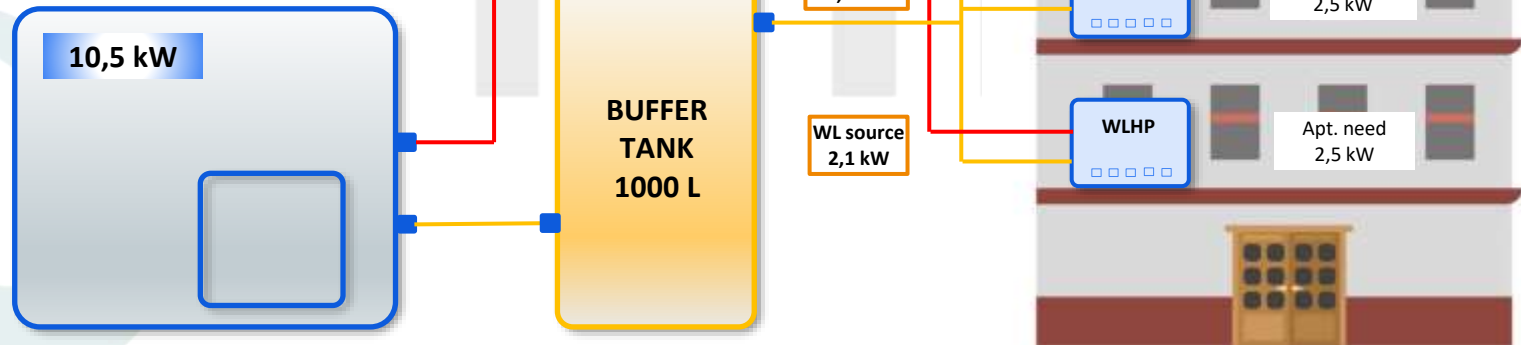 2,5 kW
10,5 kW
BUFFER
TANK
1000 L
WL source
2,1 kW
WLHP
Apt. need
2,5 kW